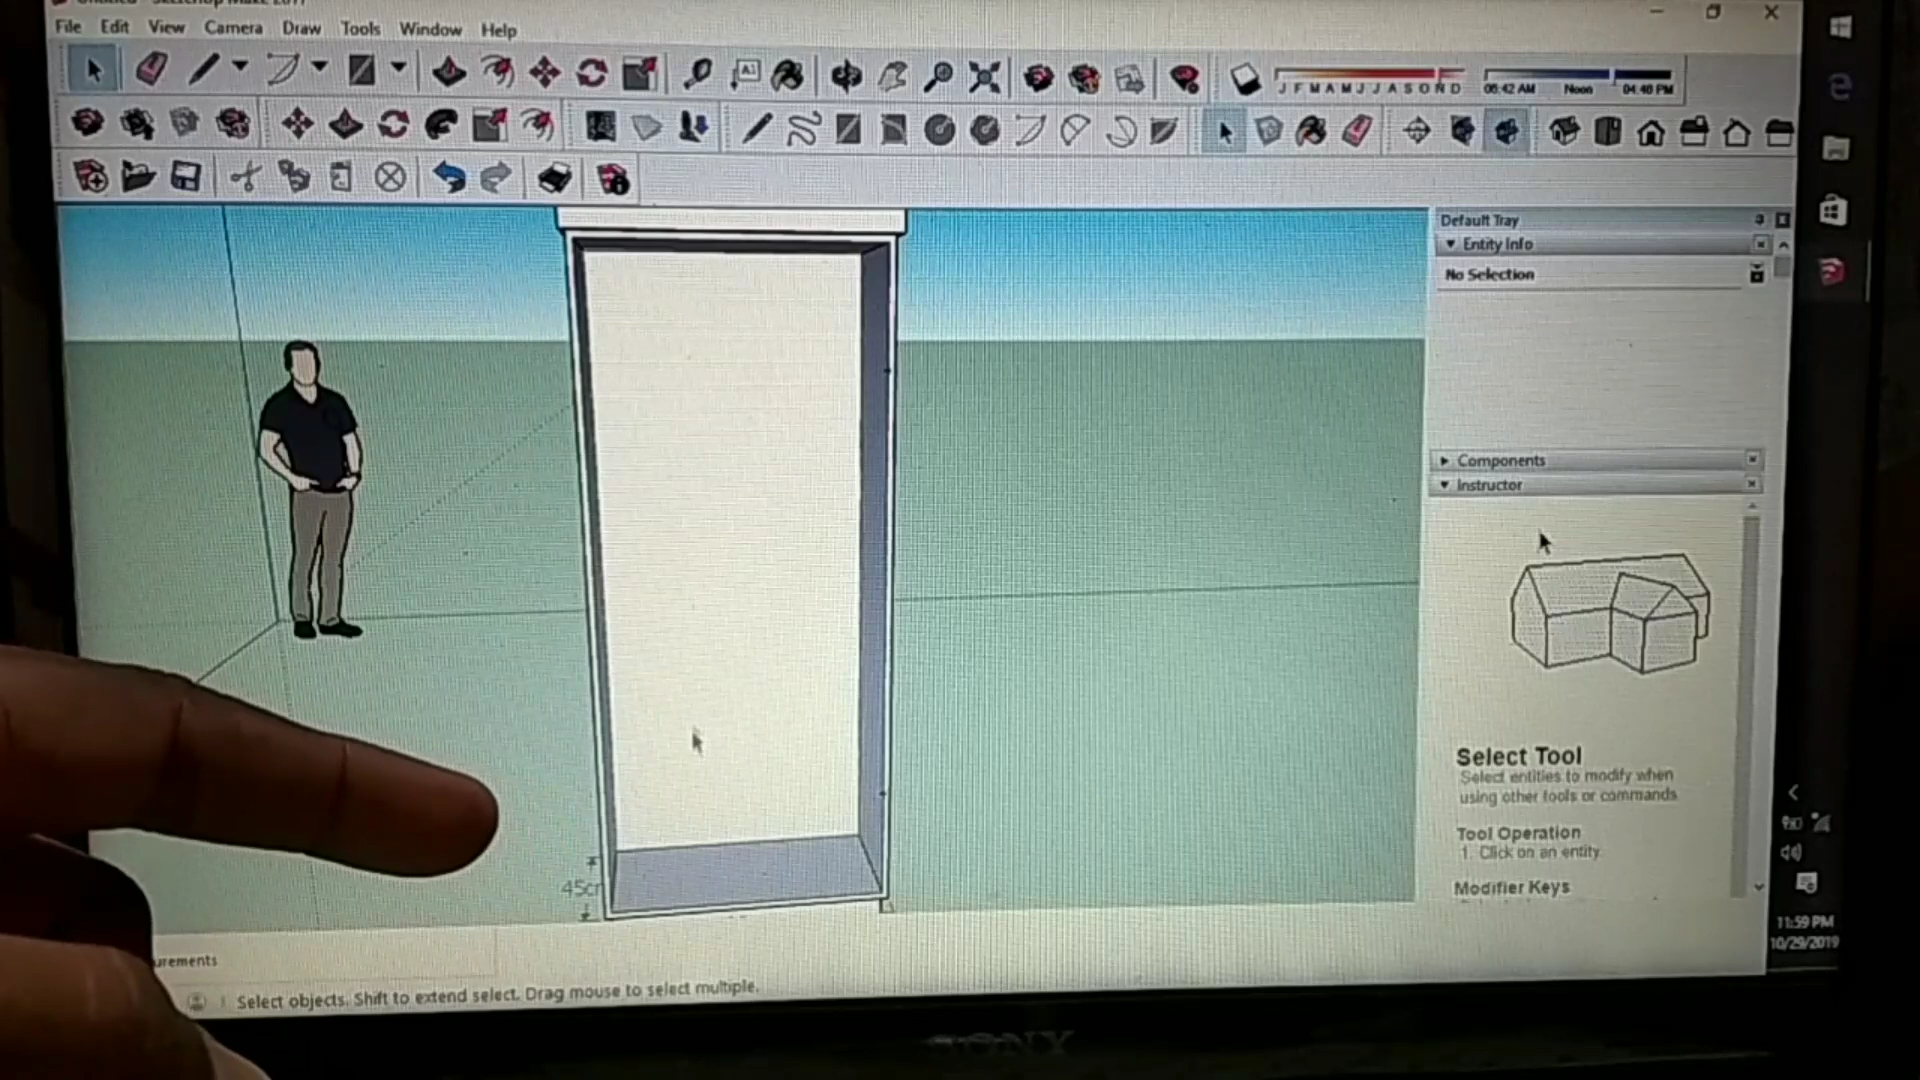 File Edit View Camera Draw Tools Window Help
J F M A M J J A S O N D
06:42 AM Noon 04:48 PM
Default Tray
Entity Info
No Selection
Components
Instructor
Select Tool
Select entities to modify when
using other tools or commands
Tool Operation
1. Click on an entity
Modifier Keys
urements
Select objects. Shift to extend select. Drag mouse to select multiple.
11:59 PM
10/29/2019
SONY